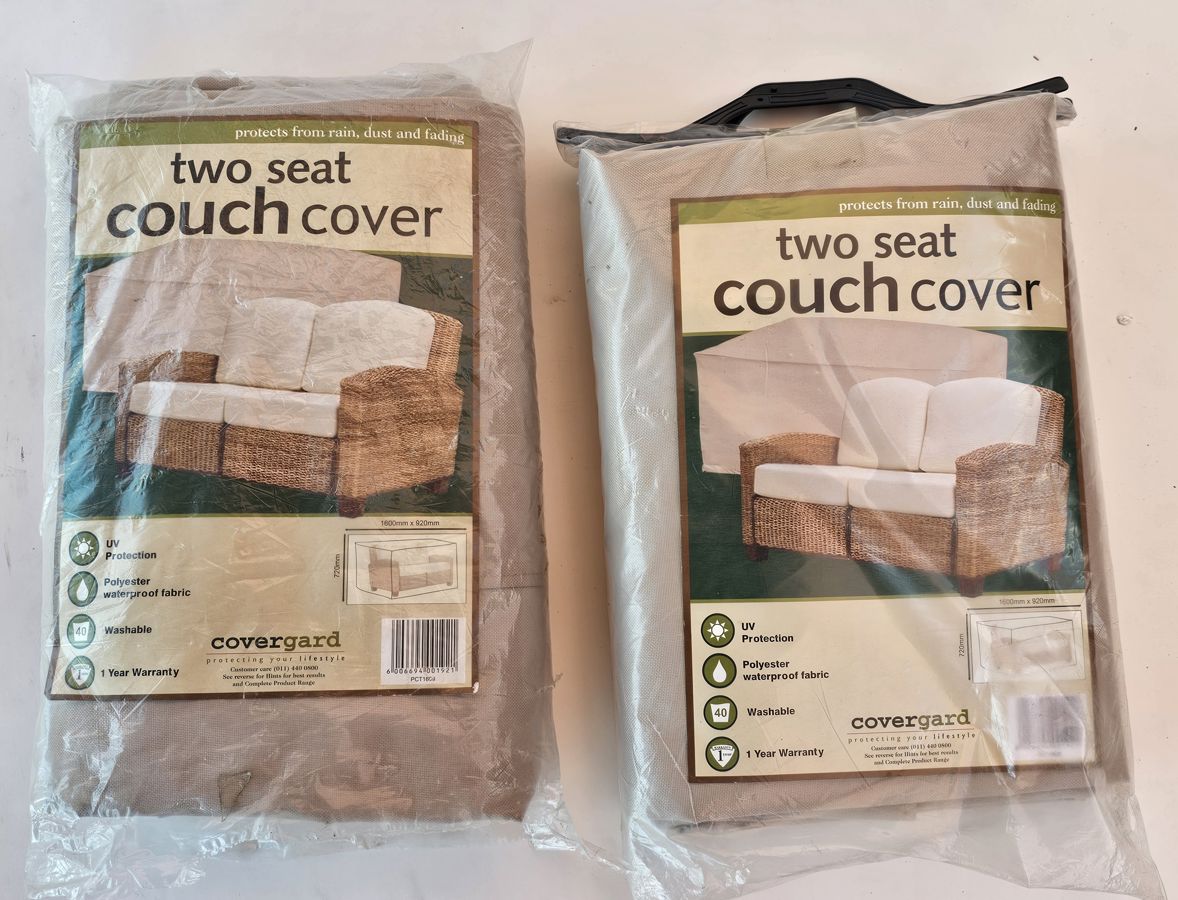 protects from rain, dust and fading
two seat
couch cover
1600mm x 920mm
720mm
UV
Protection
Polyester
waterproof fabric
40
Washable
1 Year Warranty
covergard
protecting your lifestyle
Customer care (011) 440 0800
See reverse for Hints for best results
and Complete Product Range
6 006694 001921
protects from rain, dust and fading
two seat
couch cover
1600mm x 920mm
720mm
UV
Protection
Polyester
waterproof fabric
40
Washable
1 Year Warranty
covergard
protecting your lifestyle
Customer care (011) 440 0800
See reverse for Hints for best results
and Complete Product Range